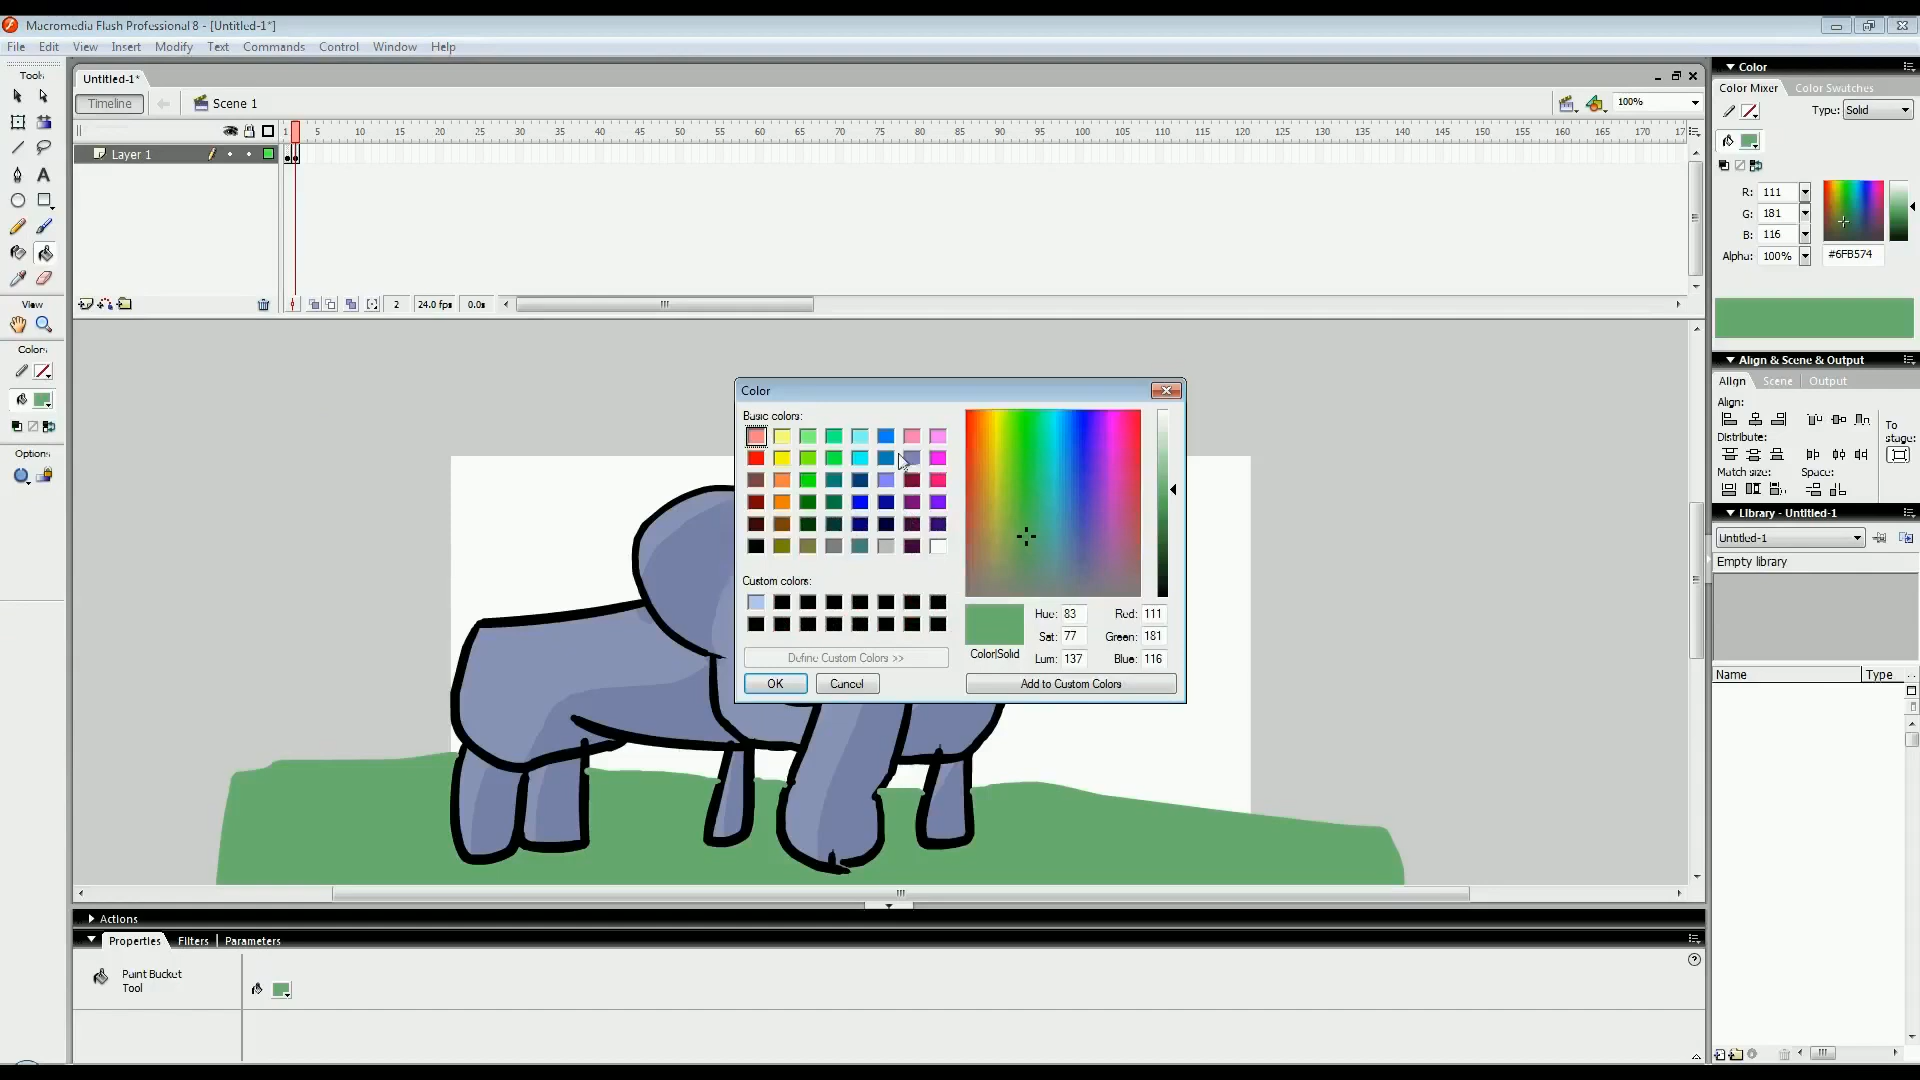 Macromedia Flash Professional 8 - [Untitled-1*]
File Edit View Insert Modify Text Commands Control Window Help
Tools
View
Colors
Options
Untitled-1*
Timeline
Scene 1
100%
1 5 10 15 20 25 30 35 40 45 50 55 60 65 70 75 80 85 90 95 100 105 110 115 120 125 130 135 140 145 150 155 160 165 170 17
Layer 1
2 24.0 fps 0.0s
Color
Basic colors:
Custom colors:
Define Custom Colors >>
OK Cancel
Color|Solid
Hue: 83 Red: 111
Sat: 77 Green: 181
Lum: 137 Blue: 116
Add to Custom Colors
Actions
Properties Filters Parameters
Paint Bucket
Tool
Color
Color Mixer Color Swatches
Type: Solid
R: 111
G: 181
B: 116
Alpha: 100% #6FB574
Align & Scene & Output
Align Scene Output
Align:
Distribute:
Match size: Space:
To
stage:
Library - Untitled-1
Untitled-1
Empty library
Name Type